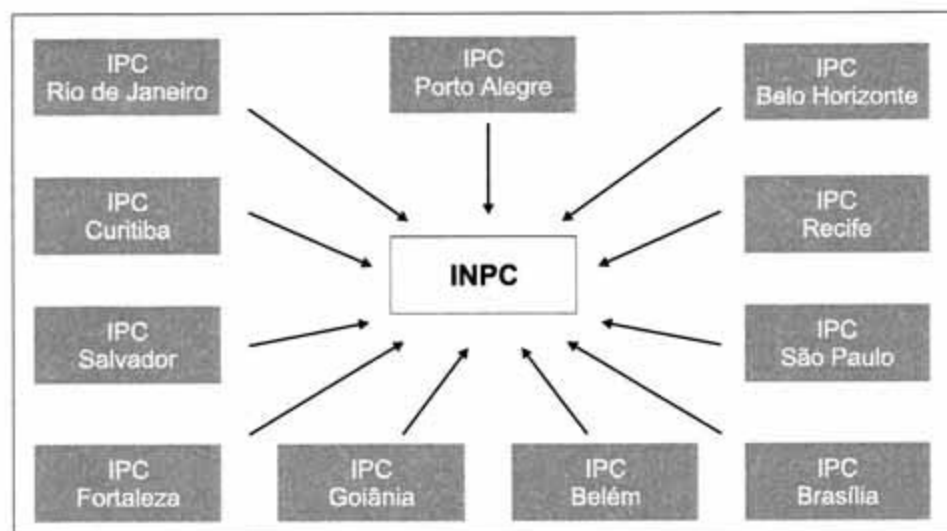 IPC
Rio de Janeiro
IPC
Porto Alegre
IPC
Belo Horizonte
IPC
Curitiba
IPC
Recife
INPC
IPC
Salvador
IPC
São Paulo
IPC
Fortaleza
IPC
Goiânia
IPC
Belém
IPC
Brasília